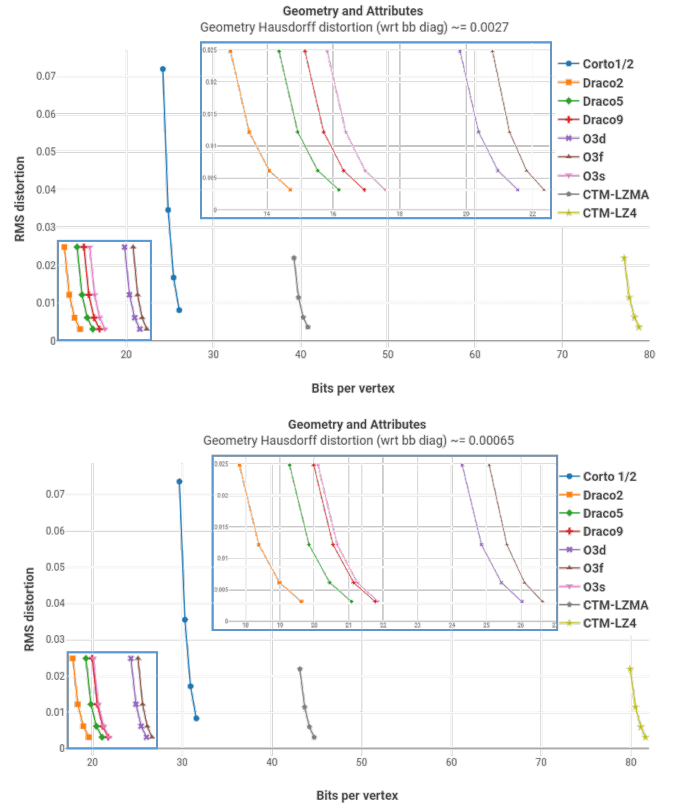 Geometry and Attributes
Geometry Hausdorff distortion (wrt bb diag) ~= 0.0027
RMS distortion
0.07
0.06
0.05
0.04
0.03
0.02
0.01
0
20
30
40
50
60
70
80
Bits per vertex
0.025
0.02
0.015
0.01
0.005
0
14
16
18
20
22
Corto1/2
Draco2
Draco5
Draco9
O3d
O3f
O3s
CTM-LZMA
CTM-LZ4
Geometry and Attributes
Geometry Hausdorff distortion (wrt bb diag) ~= 0.00065
RMS distortion
0.07
0.06
0.05
0.04
0.03
0.02
0.01
0
20
30
40
50
60
70
80
Bits per vertex
0.025
0.02
0.015
0.01
0.005
0
18
19
20
21
22
23
24
25
26
Corto 1/2
Draco2
Draco5
Draco9
O3d
O3f
O3s
CTM-LZMA
CTM-LZ4